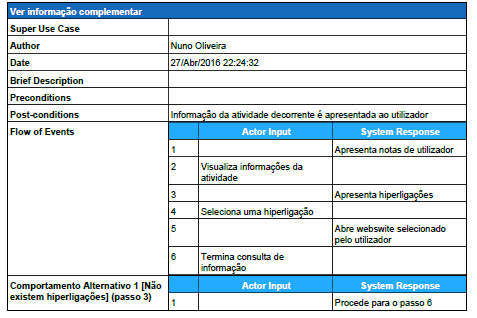 Ver informação complementar
Super Use Case
Author Nuno Oliveira
Date 27/Abr/2016 22:24:32
Brief Description
Preconditions
Post-conditions Informação da atividade decorrente é apresentada ao utilizador
Flow of Events Actor Input System Response
1 Apresenta notas de utilizador
2 Visualiza informações da
atividade
3 Apresenta hiperligações
4 Seleciona uma hiperligação
5 Abre webswite selecionado
pelo utilizador
6 Termina consulta de
informação
Comportamento Alternativo 1 [Não
existem hiperligações] (passo 3)
Actor Input System Response
1 Procede para o passo 6